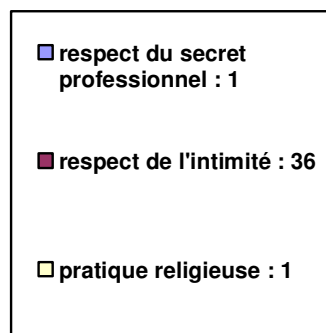 respect du secret
professionnel : 1
respect de l'intimité : 36
pratique religieuse : 1